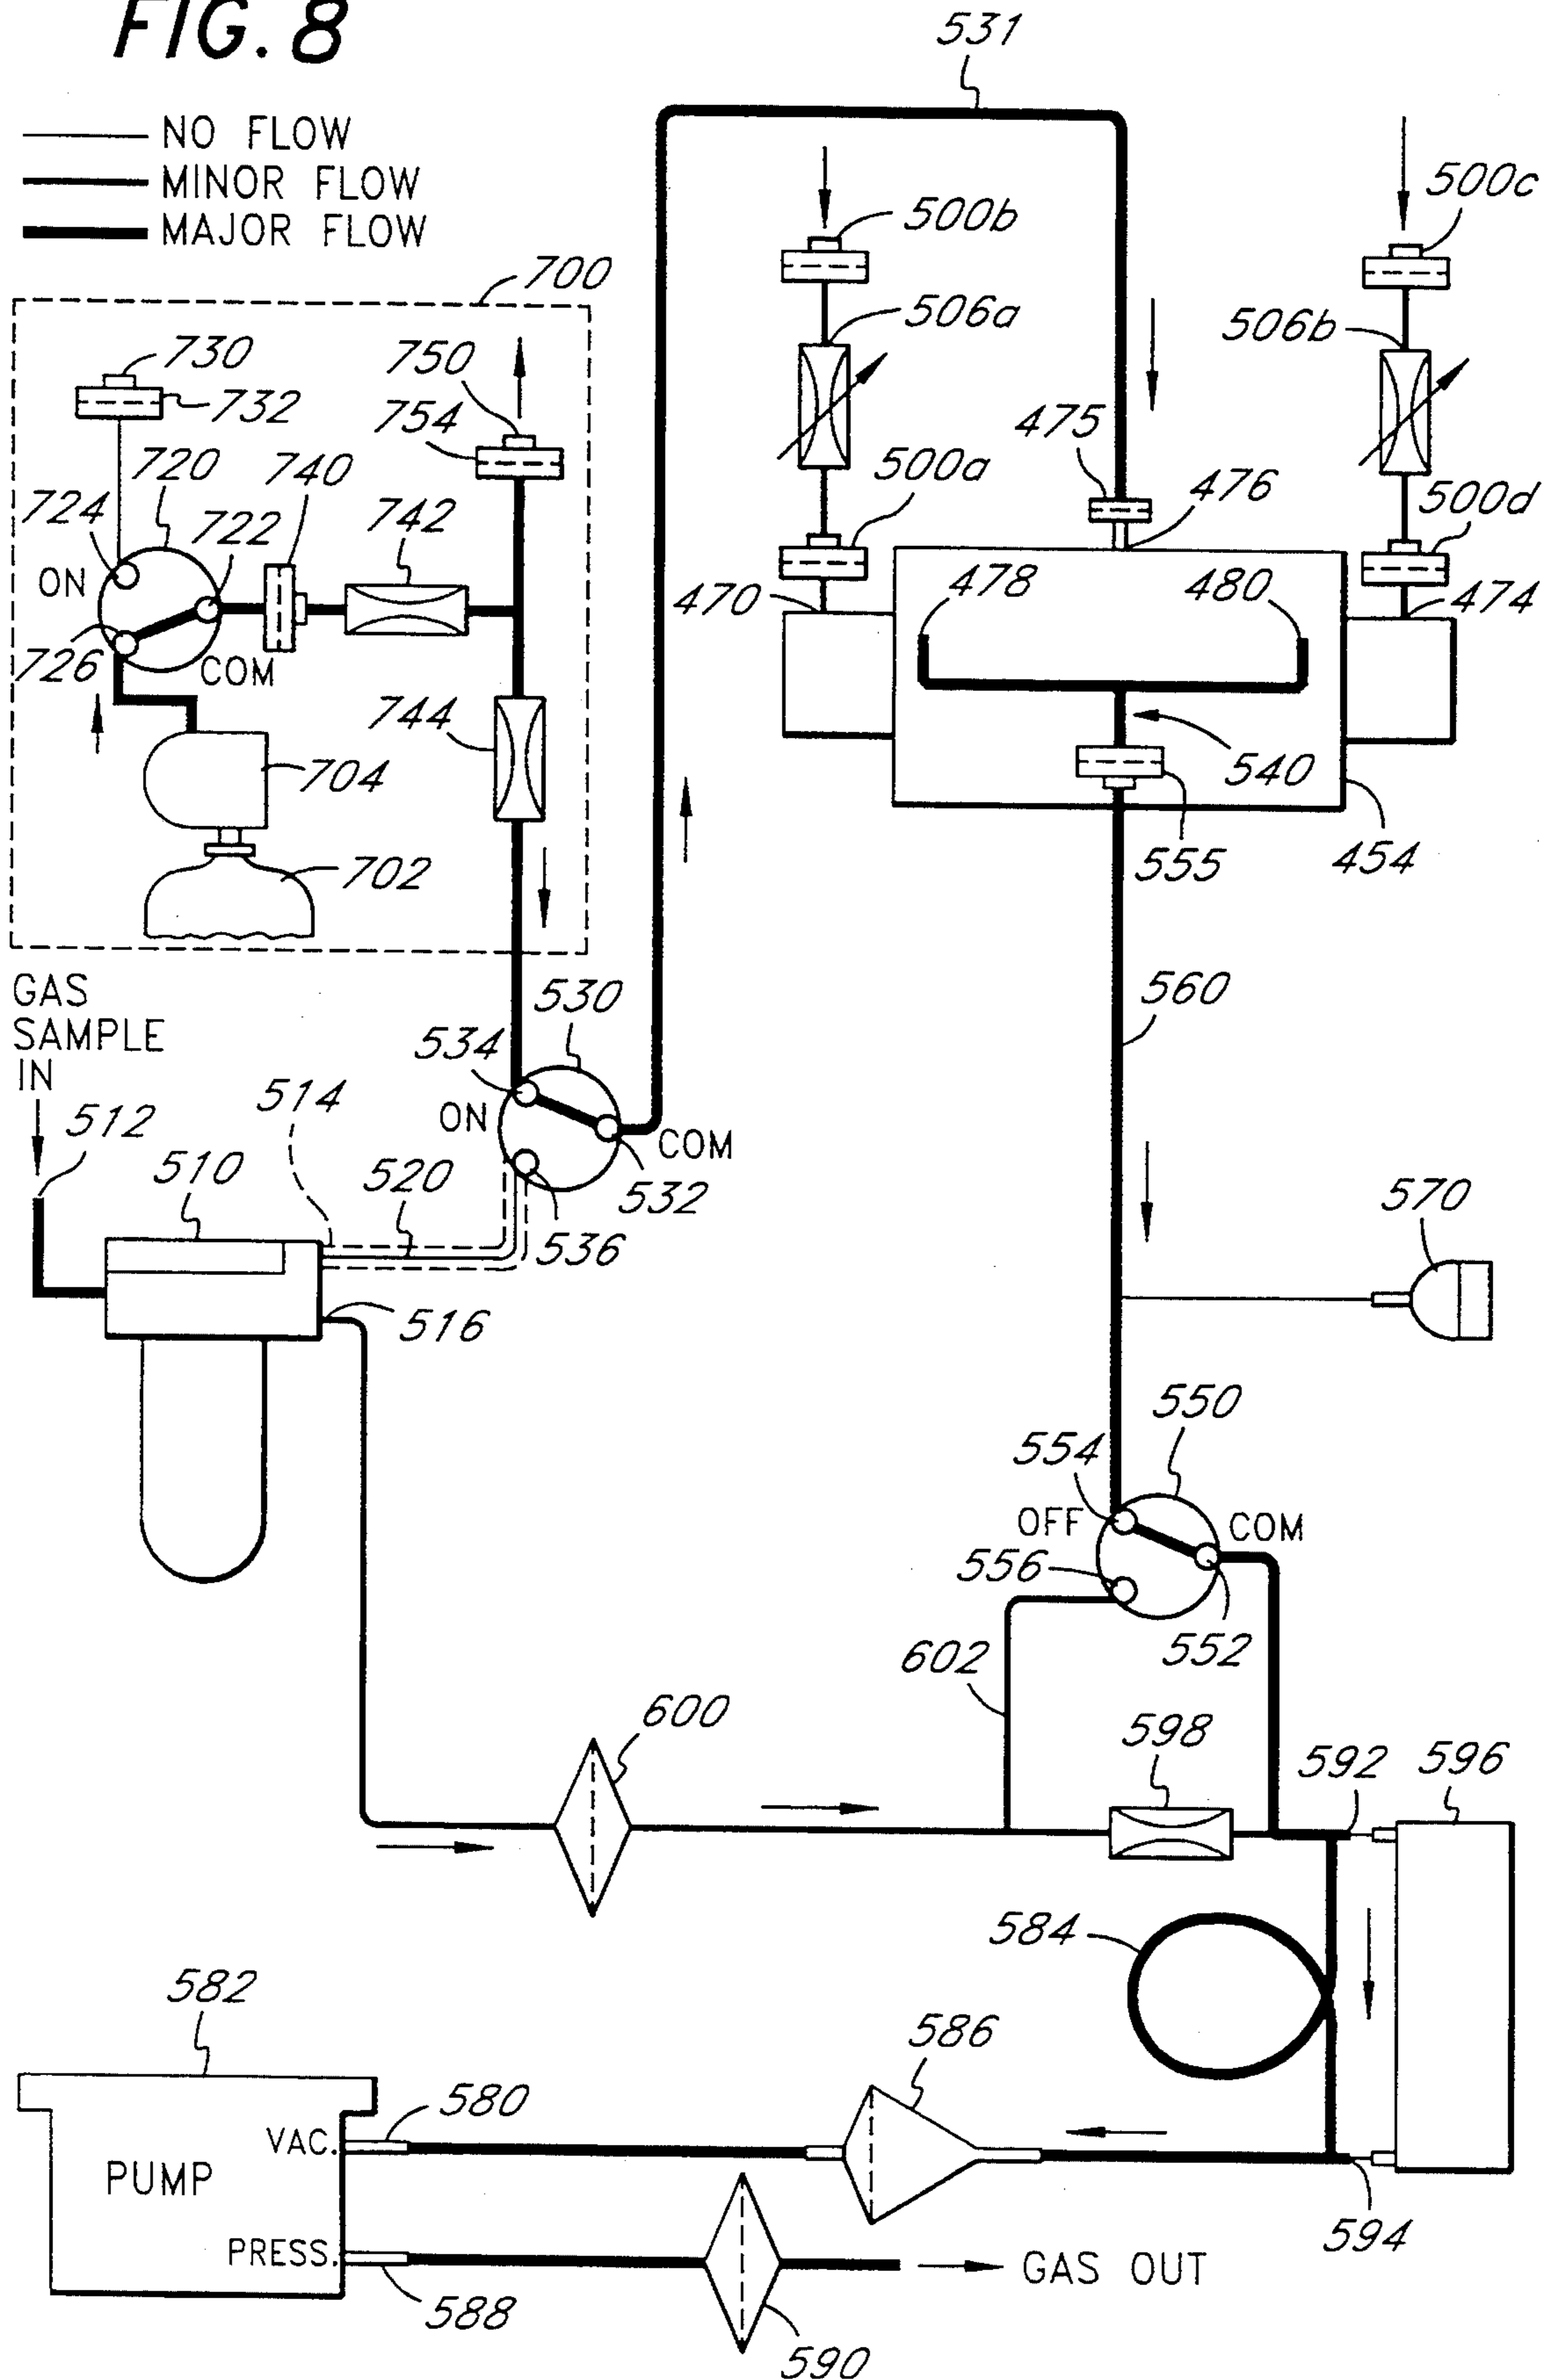 FIG. 8
NO FLOW
MINOR FLOW
MAJOR FLOW
531
500b
500c
700
506a
506b
730
732
750
754
475
476
500a
500d
720
740
724
722
742
ON
726
COM
470
478
480
474
744
704
540
702
555
454
GAS
SAMPLE
IN
530
534
560
512
514
ON
COM
510
520
532
536
570
516
550
554
OFF
COM
556
552
602
600
598
592
596
584
582
586
580
VAC.
PUMP
PRESS.
594
GAS OUT
588
590